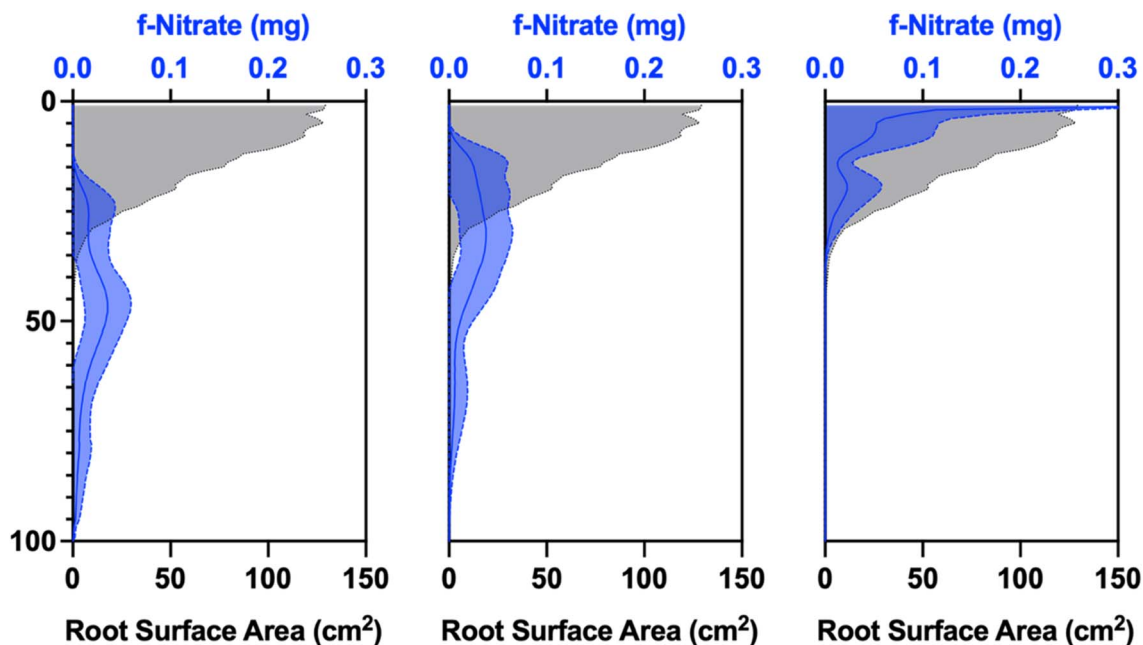 f-Nitrate (mg) f-Nitrate (mg) f-Nitrate (mg)
0.0 0.1 0.2 0.3 0.0 0.1 0.2 0.3 0.0 0.1 0.2 0.3
0
50
100
0 50 100 150 0 50 100 150 0 50 100 150
Root Surface Area (cm²) Root Surface Area (cm²) Root Surface Area (cm²)